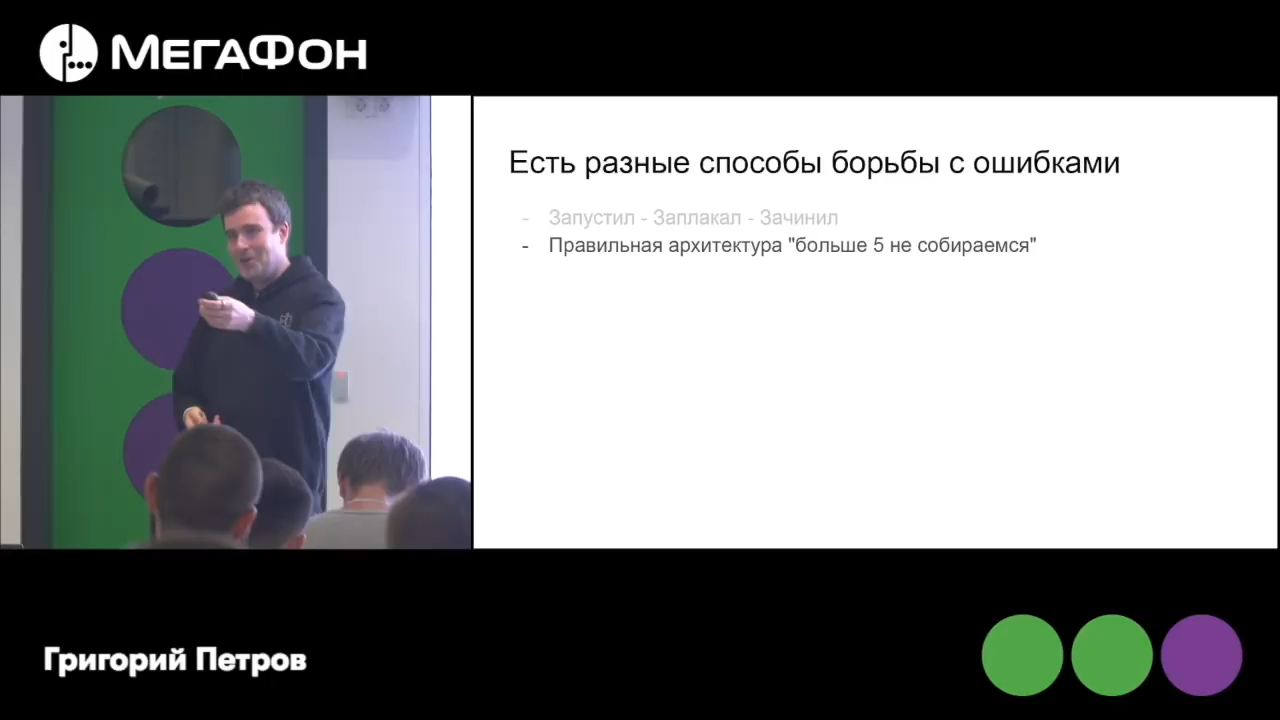 МегаФон
Есть разные способы борьбы с ошибками
- Запустил - Заплакал - Зачинил
- Правильная архитектура "больше 5 не собираемся"
Григорий Петров